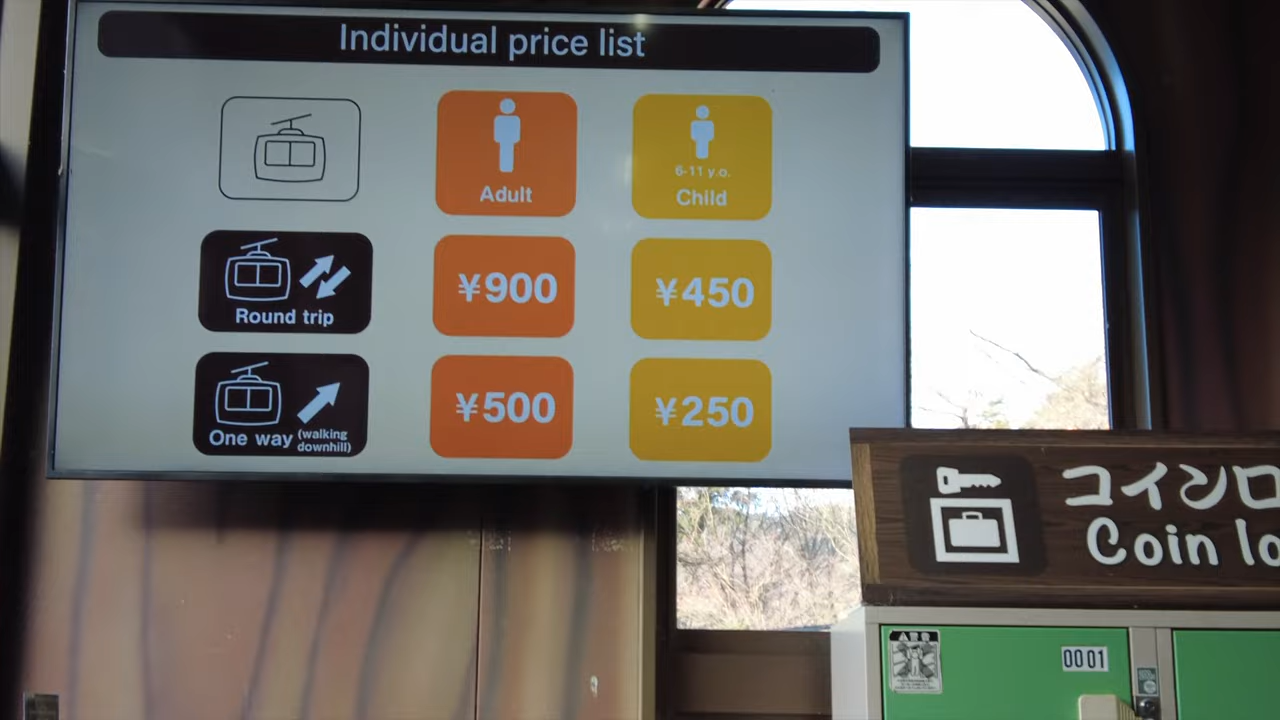 Individual price list
Adult
6-11 y.o.
Child
Round trip
¥900
¥450
One way (walking
downhill)
¥500
¥250
コインロ
Coin lo
0001